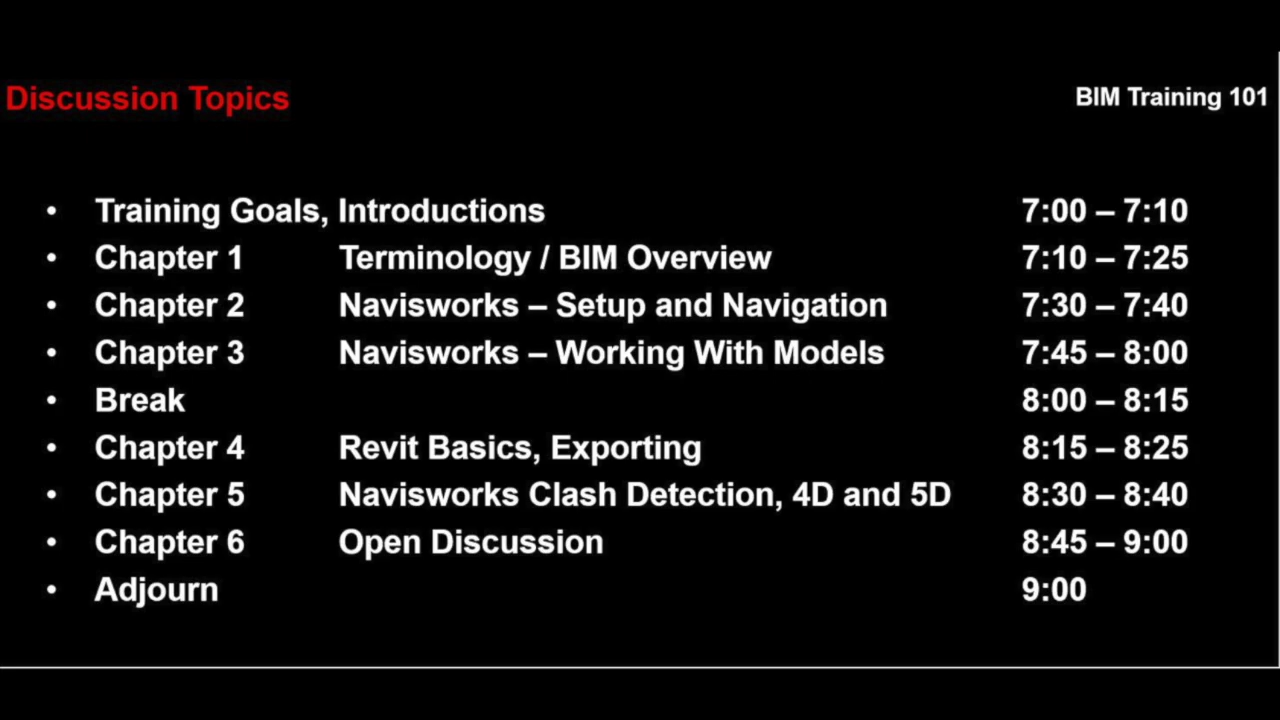 Discussion Topics
BIM Training 101
• Training Goals, Introductions 7:00 – 7:10
• Chapter 1 Terminology / BIM Overview 7:10 – 7:25
• Chapter 2 Navisworks – Setup and Navigation 7:30 – 7:40
• Chapter 3 Navisworks – Working With Models 7:45 – 8:00
• Break 8:00 – 8:15
• Chapter 4 Revit Basics, Exporting 8:15 – 8:25
• Chapter 5 Navisworks Clash Detection, 4D and 5D 8:30 – 8:40
• Chapter 6 Open Discussion 8:45 – 9:00
• Adjourn 9:00